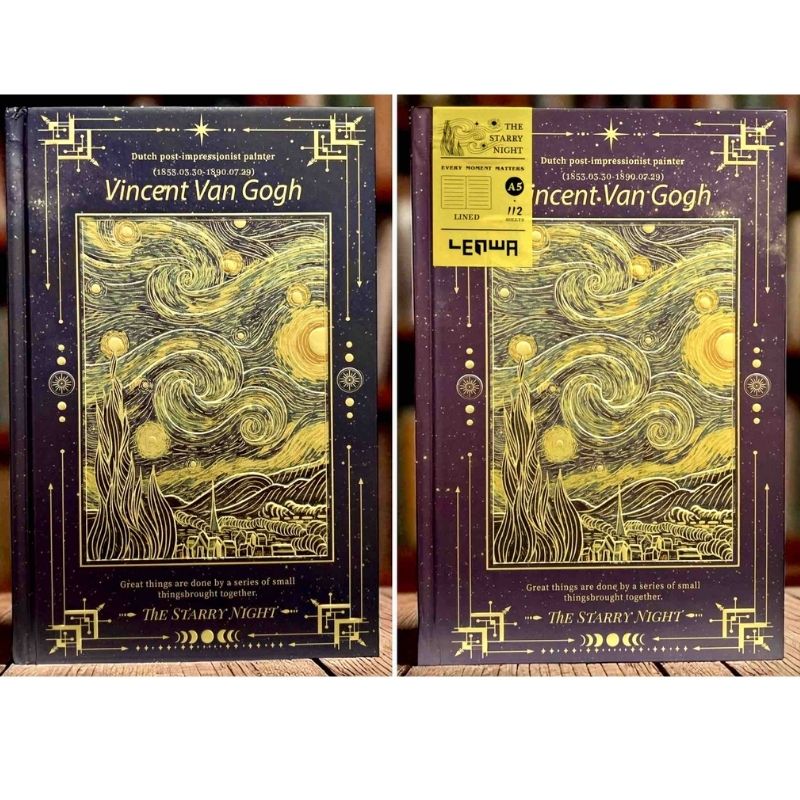 Dutch post-impressionist painter
(1853.03.30-1890.07.29)
Vincent Van Gogh
Great things are done by a series of small
thingsbrought together.
The STARRY NIGHT
THE
STARRY
NIGHT
EVERY MOMENT MATTERS
A5
112
SHEETS
LINED
Dutch post-impressionist painter
(1853.03.30-1890.07.29)
incent Van Gogh
Great things are done by a series of small
thingsbrought together.
The STARRY NIGHT